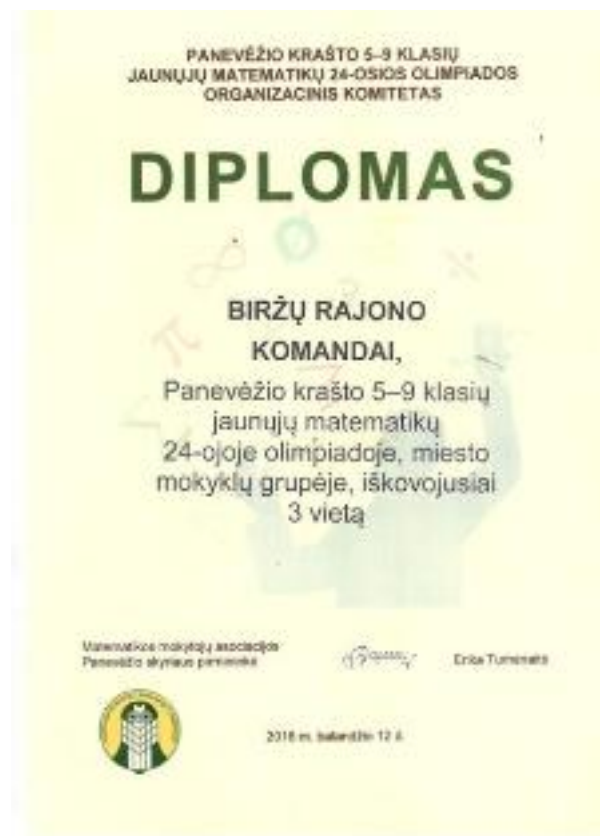 PANEVĖŽIO KRAŠTO 5–9 KLASIŲ
JAUNŲJŲ MATEMATIKŲ 24-OSIOS OLIMPIADOS
ORGANIZACINIS KOMITETAS
DIPLOMAS
BIRŽŲ RAJONO
KOMANDAI,
Panevėžio krašto 5–9 klasių
jaunųjų matematikų
24-ojoje olimpiadoje, miesto
mokyklų grupėje, iškovojusiai
3 vietą
Matematikos mokytojų asociacijos
Panevėžio skyriaus pirmininkė
2018 m. balandžio 12 d.